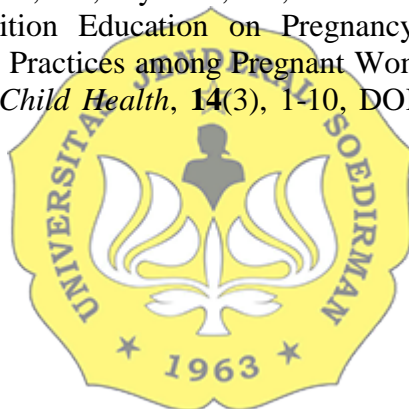 ition Education on Pregnancy
Practices among Pregnant Wor
Child Health, 14(3), 1-10, DOI
UNIVERSITAS JENDERAL SOEDIRMAN
★ 1963 ★